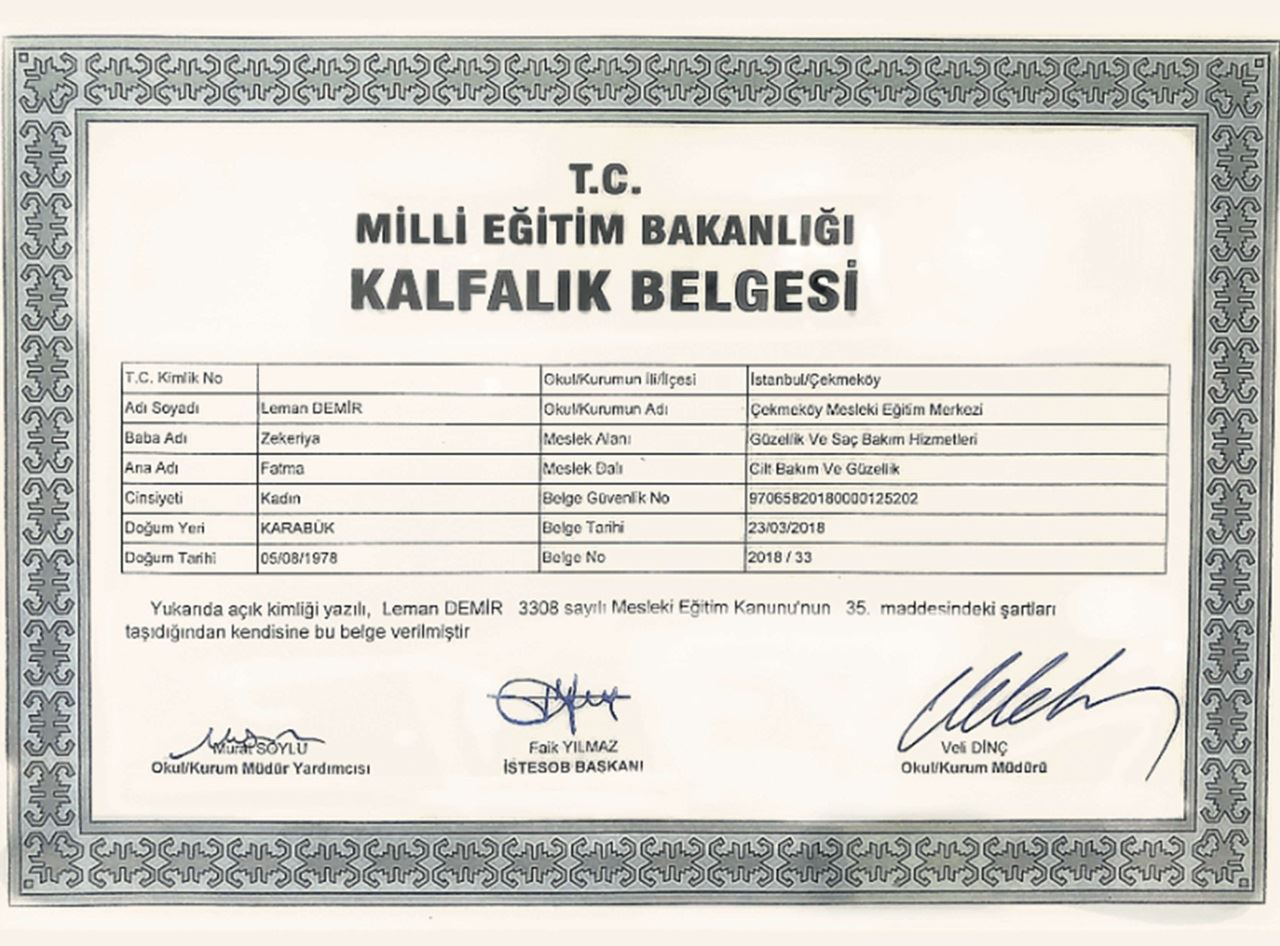 T.C.
MİLLİ EĞİTİM BAKANLIĞI
KALFALIK BELGESİ
T.C. Kimlik No Okul/Kurumun İli/İlçesi İstanbul/Çekmeköy
Adı Soyadı Leman DEMİR Okul/Kurumun Adı Çekmeköy Mesleki Eğitim Merkezi
Baba Adı Zekeriya Meslek Alanı Güzellik Ve Saç Bakım Hizmetleri
Ana Adı Fatma Meslek Dalı Cilt Bakım Ve Güzellik
Cinsiyeti Kadın Belge Güvenlik No 97065820180000125202
Doğum Yeri KARABÜK Belge Tarihi 23/03/2018
Doğum Tarihi 05/08/1978 Belge No 2018 / 33
Yukarıda açık kimliği yazılı, Leman DEMİR 3308 sayılı Mesleki Eğitim Kanunu'nun 35. maddesindeki şartları
taşıdığından kendisine bu belge verilmiştir
Murat SOYLU Faik YILMAZ Veli DİNÇ
Okul/Kurum Müdür Yardımcısı İSTESOB BAŞKANI Okul/Kurum Müdürü